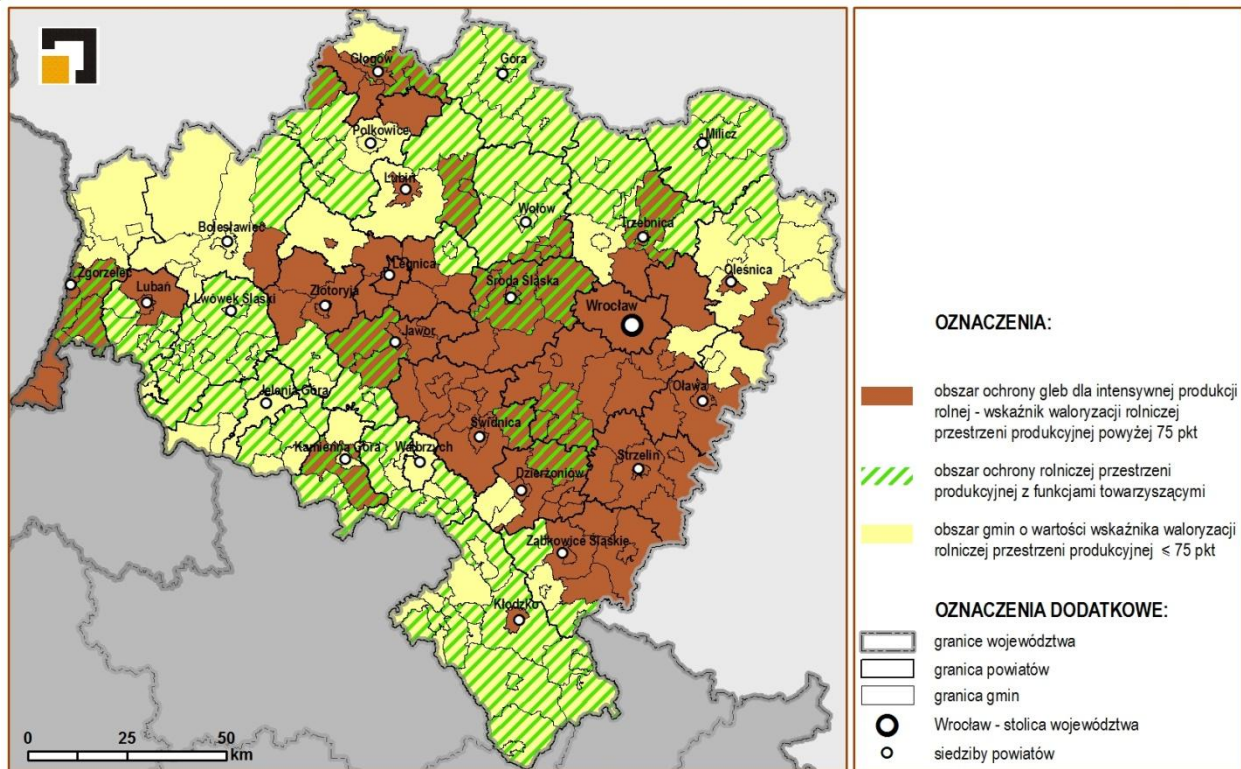 Głogów
Góra
Polkowice
Milicz
Lubin
Bolesławiec
Wołów
Trzebnica
Zgorzelec
Lubań
Legnica
Oleśnica
Złotoryja
Środa Śląska
Lwówek Śląski
Wrocław
Jawor
Jelenia Góra
Oława
Świdnica
Kamienna Góra
Wałbrzych
Strzelin
Dzierżoniów
Ząbkowice Śląskie
Kłodzko
0 25 50
km
OZNACZENIA:
obszar ochrony gleb dla intensywnej produkcji
rolnej - wskaźnik waloryzacji rolniczej
przestrzeni produkcyjnej powyżej 75 pkt
obszar ochrony rolniczej przestrzeni
produkcyjnej z funkcjami towarzyszącymi
obszar gmin o wartości wskaźnika waloryzacji
rolniczej przestrzeni produkcyjnej ≤ 75 pkt
OZNACZENIA DODATKOWE:
granice województwa
granica powiatów
granica gmin
Wrocław - stolica województwa
siedziby powiatów